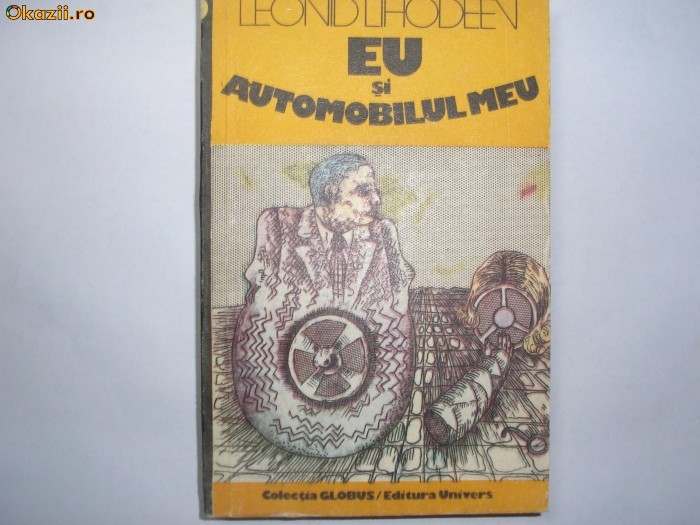 Okazii.ro
LEONID LIHODEEV
EU
și
AUTOMOBILUL MEU
Colecția GLOBUS / Editura Univers